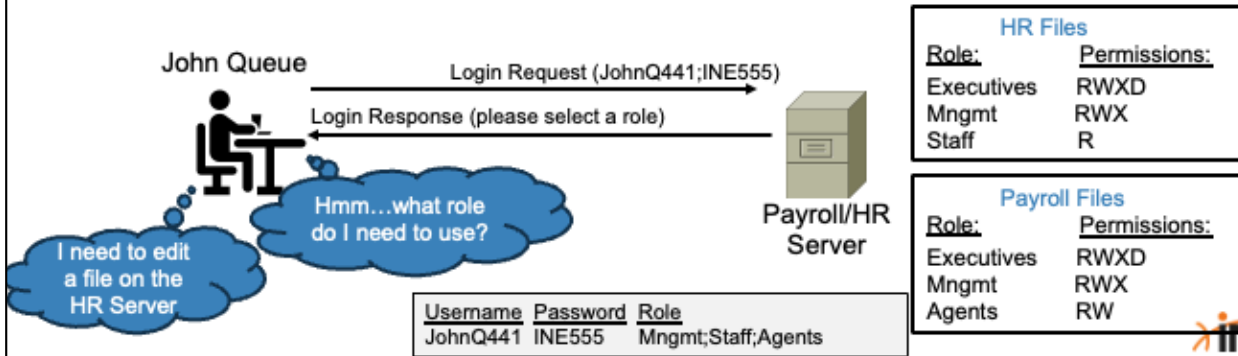 John Queue
Login Request (JohnQ441;INE555)
Login Response (please select a role)
Hmm...what role
do I need to use?
I need to edit
a file on the
HR Server
Payroll/HR
Server
HR Files
Role: Permissions:
Executives RWXD
Mngmt RWX
Staff R
Payroll Files
Role: Permissions:
Executives RWXD
Mngmt RWX
Agents RW
Username Password Role
JohnQ441 INE555 Mngmt;Staff;Agents